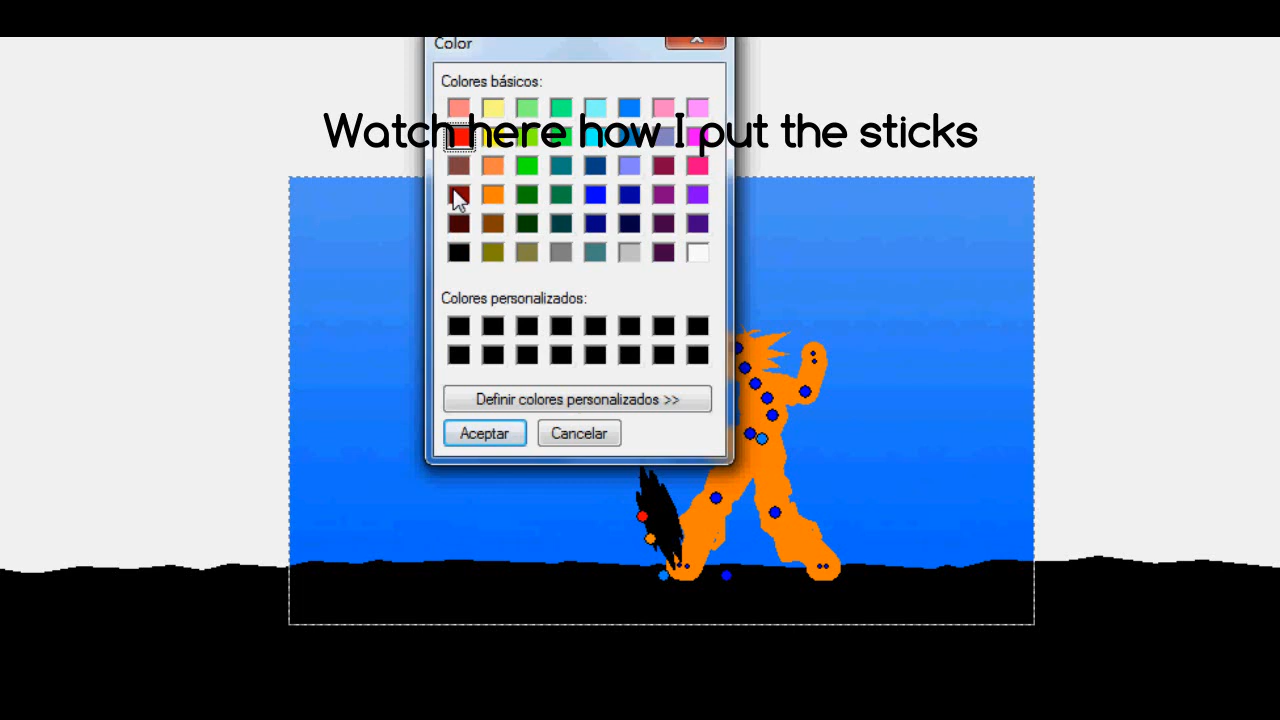 Color
Colores básicos:
Watch here how I put the sticks
Colores personalizados:
Definir colores personalizados >>
Aceptar
Cancelar